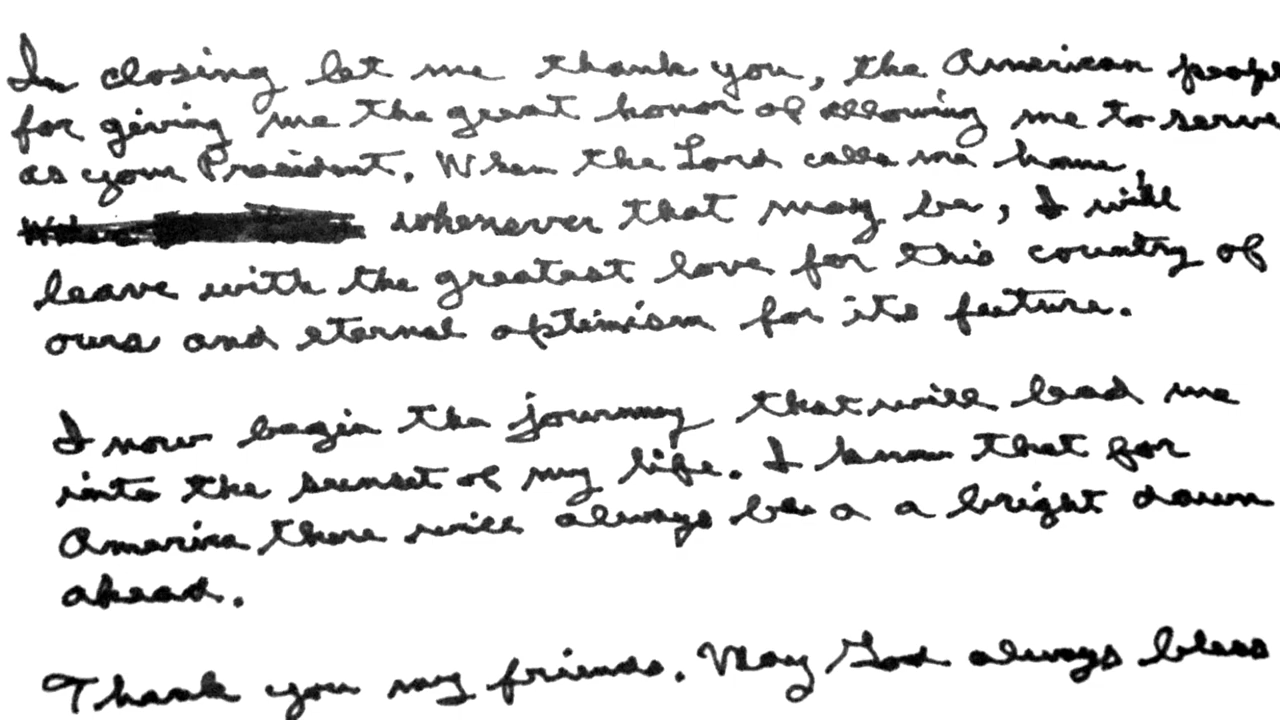 In closing let me thank you, the American peop
for giving me the great honor of allowing me to serve
as your President. When the Lord calls me home,
whenever that may be, I will
leave with the greatest love for this country of
ours and eternal optimism for its future.
I now begin the journey that will lead me
into the sunset of my life. I know that for
America there will always be a a bright dawn
ahead.
Thank you my friends. May God always bless